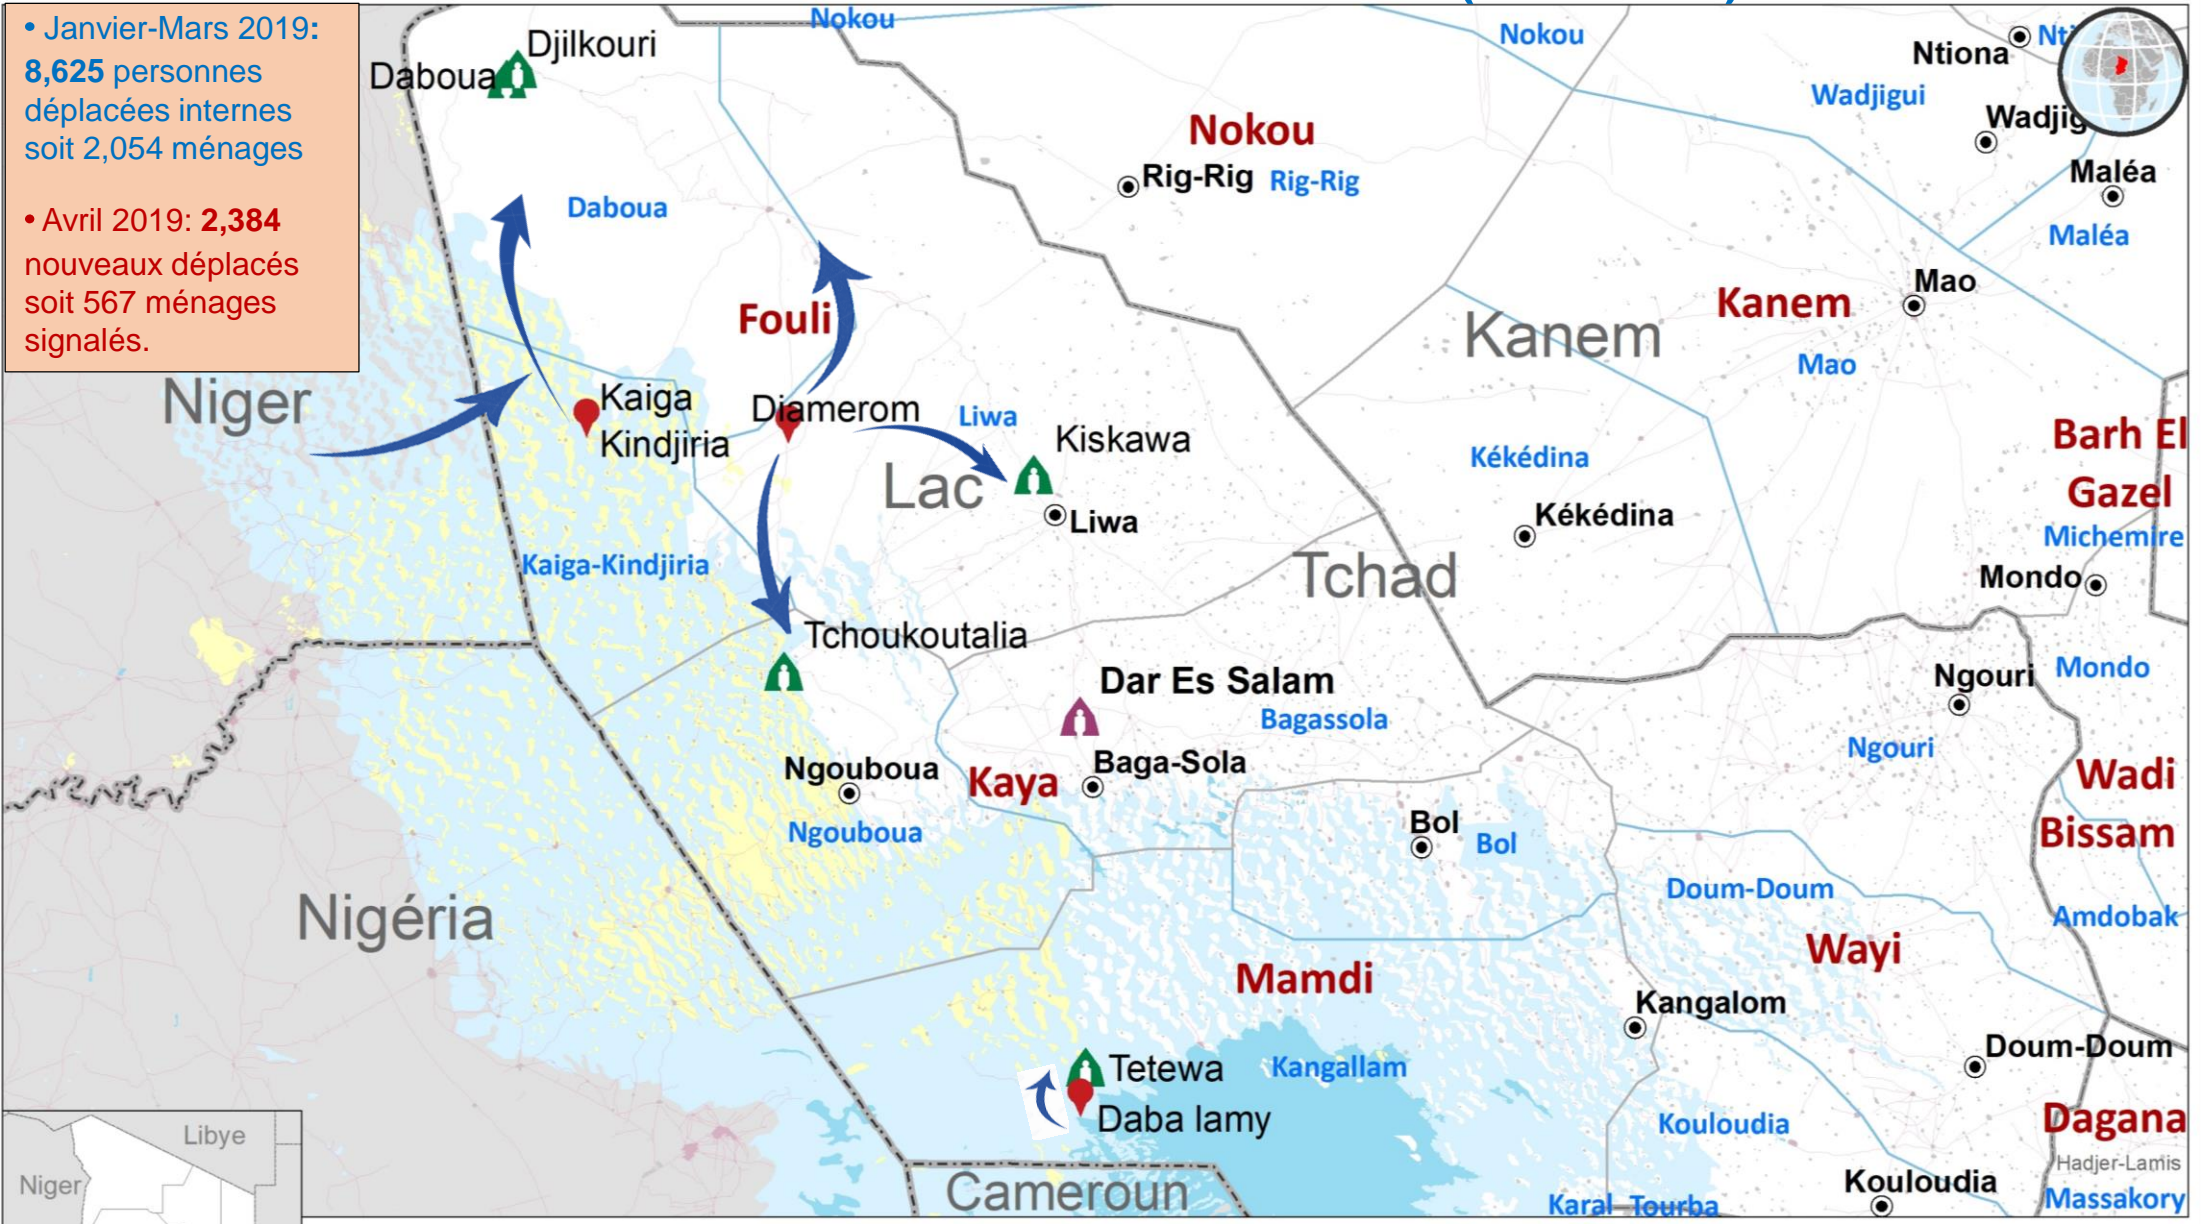 • Janvier-Mars 2019:
8,625 personnes
déplacées internes
soit 2,054 ménages
• Avril 2019: 2,384
nouveaux déplacés
soit 567 ménages
signalés.
Nokou
Djilkouri
Daboua
Nokou
Ntiona
Wadjigui
Nokou
Rig-Rig
Rig-Rig
Maléa
Daboua
Maléa
Mao
Fouli
Kanem
Kanem
Mao
Niger
Kaiga
Kindjiria
Diamerom
Liwa
Kiskawa
Kékédina
Barh El
Gazel
Lac
Liwa
Kékédina
Michemire
Kaiga-Kindjiria
Tchad
Mondo
Tchoukoutalia
Dar Es Salam
Bagassola
Ngouri
Mondo
Ngouri
Ngouboua
Kaya
Baga-Sola
Wadi
Bissam
Ngouboua
Bol
Bol
Doum-Doum
Nigéria
Amdobak
Wayi
Mamdi
Kangalom
Doum-Doum
Tetewa
Kangallam
Daba lamy
Kouloudia
Dagana
Libye
Hadjer-Lamis
Niger
Cameroun
Kouloudia
Karal
Tourba
Massakory